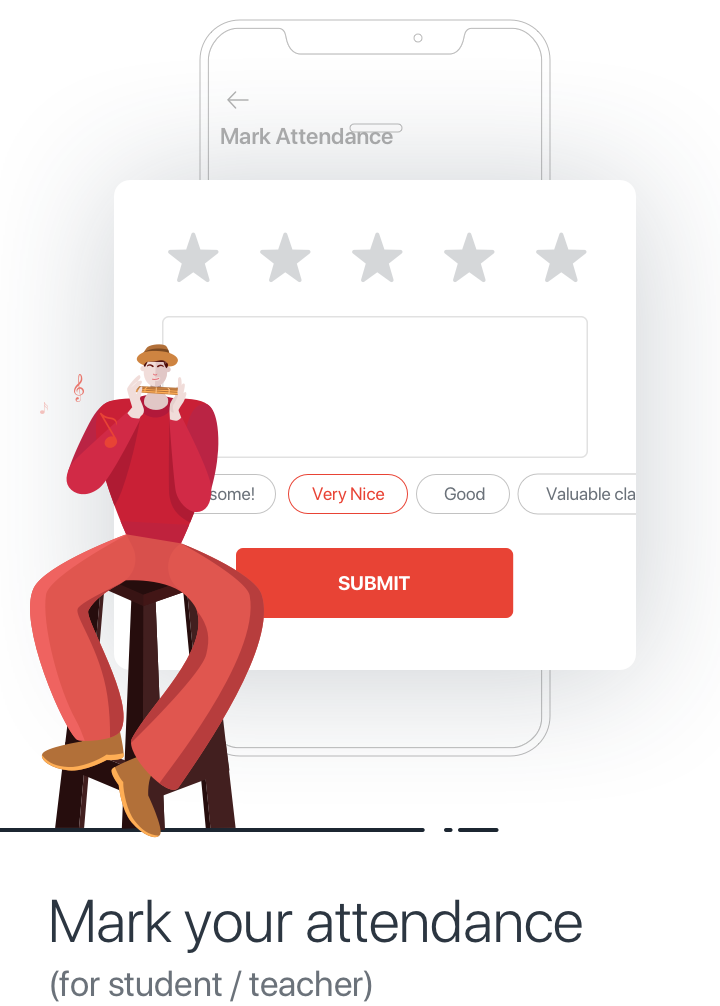 Mark Attendance
some!
Very Nice
Good
Valuable cla
SUBMIT
Mark your attendance
(for student / teacher)